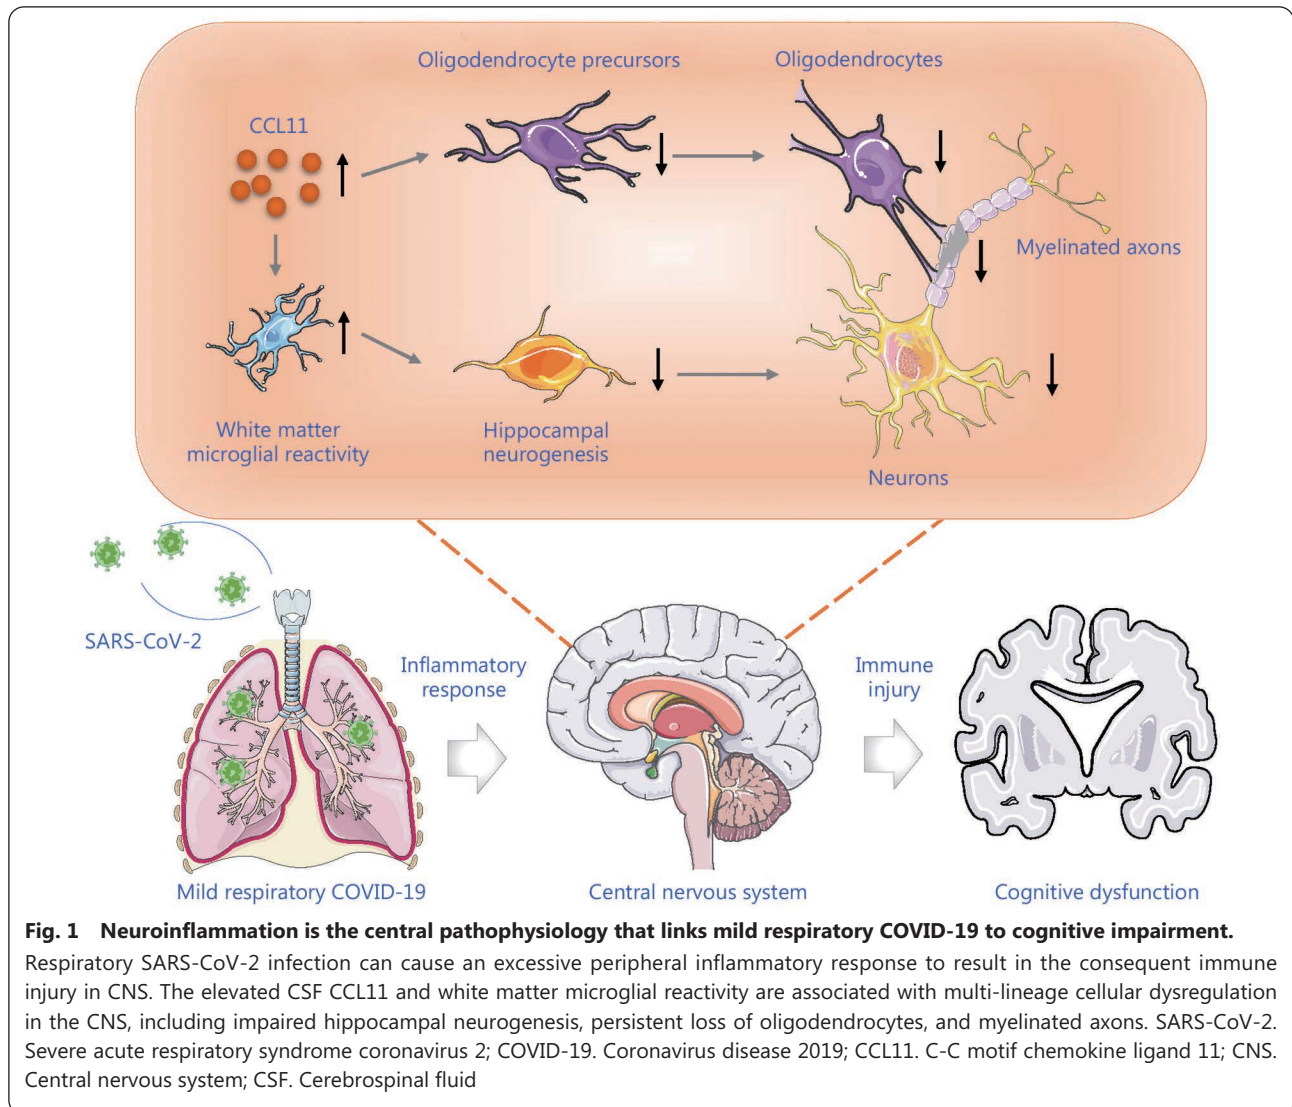 Oligodendrocyte precursors
Oligodendrocytes
CCL11
Myelinated axons
White matter
microglial reactivity
Hippocampal
neurogenesis
Neurons
SARS-CoV-2
Inflammatory
response
Immune
injury
Mild respiratory COVID-19
Central nervous system
Cognitive dysfunction
Fig. 1 Neuroinflammation is the central pathophysiology that links mild respiratory COVID-19 to cognitive impairment.
Respiratory SARS-CoV-2 infection can cause an excessive peripheral inflammatory response to result in the consequent immune
injury in CNS. The elevated CSF CCL11 and white matter microglial reactivity are associated with multi-lineage cellular dysregulation
in the CNS, including impaired hippocampal neurogenesis, persistent loss of oligodendrocytes, and myelinated axons. SARS-CoV-2.
Severe acute respiratory syndrome coronavirus 2; COVID-19. Coronavirus disease 2019; CCL11. C-C motif chemokine ligand 11; CNS.
Central nervous system; CSF. Cerebrospinal fluid